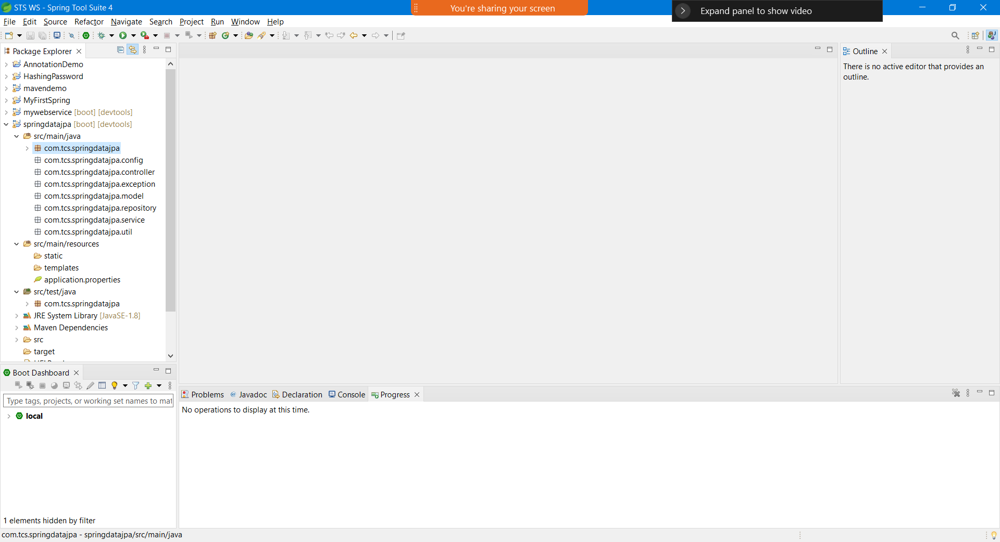 STS WS - Spring Tool Suite 4
You're sharing your screen
Expand panel to show video
File Edit Source Refactor Navigate Search Project Run Window Help
Package Explorer
AnnotationDemo
HashingPassword
mavendemo
MyFirstSpring
mywebservice [boot] [devtools]
springdatajpa [boot] [devtools]
src/main/java
com.tcs.springdatajpa
com.tcs.springdatajpa.config
com.tcs.springdatajpa.controller
com.tcs.springdatajpa.exception
com.tcs.springdatajpa.model
com.tcs.springdatajpa.repository
com.tcs.springdatajpa.service
com.tcs.springdatajpa.util
src/main/resources
static
templates
application.properties
src/test/java
com.tcs.springdatajpa
JRE System Library [JavaSE-1.8]
Maven Dependencies
src
target
Outline
There is no active editor that provides an
outline.
Boot Dashboard
Type tags, projects, or working set names to mat
local
1 elements hidden by filter
Problems Javadoc Declaration Console Progress
No operations to display at this time.
com.tcs.springdatajpa - springdatajpa/src/main/java